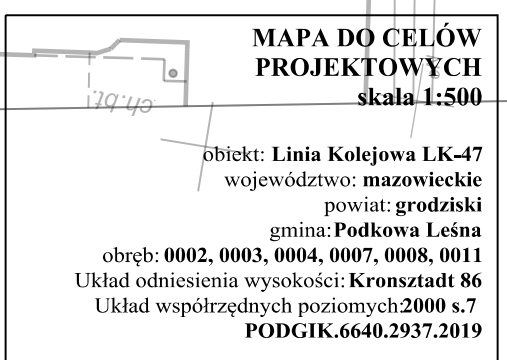 MAPA DO CELÓW
PROJEKTOWYCH
skala 1:500
ch.bt.
obiekt: Linia Kolejowa LK-47
województwo: mazowieckie
powiat: grodziski
gmina: Podkowa Leśna
obręb: 0002, 0003, 0004, 0007, 0008, 0011
Układ odniesienia wysokości: Kronsztadt 86
Układ współrzędnych poziomych: 2000 s.7
PODGIK.6640.2937.2019